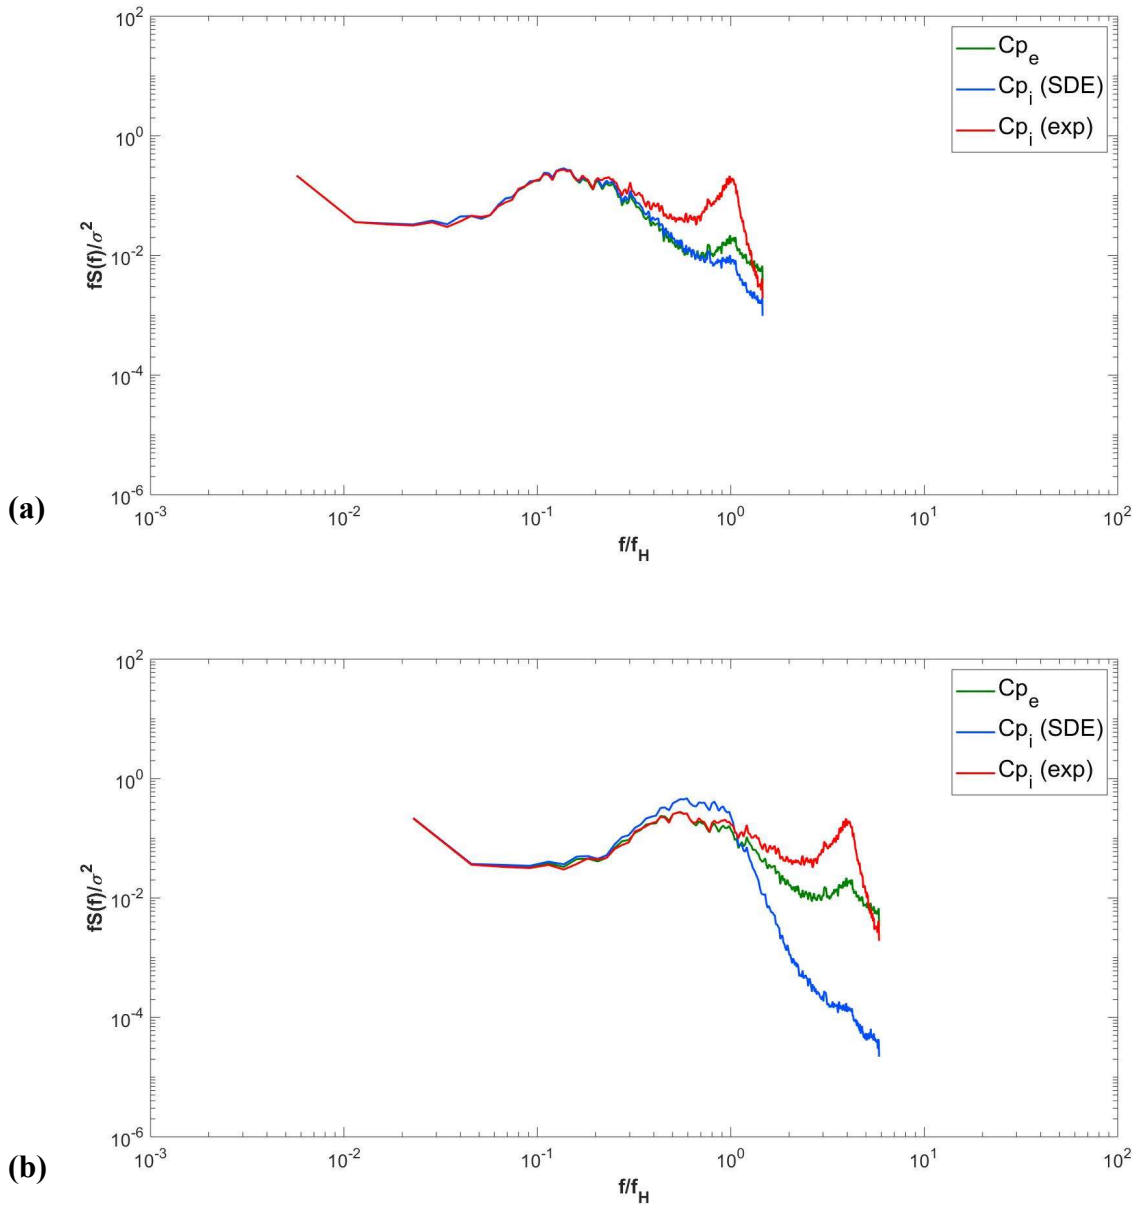 10^2
10^0
10^-2
10^-4
10^-6
fS(f)/σ^2
Cp_e
Cp_i (SDE)
Cp_i (exp)
(a)
10^-3 10^-2 10^-1 10^0 10^1 10^2
f/f_H
10^2
10^0
10^-2
10^-4
10^-6
fS(f)/σ^2
Cp_e
Cp_i (SDE)
Cp_i (exp)
(b)
10^-3 10^-2 10^-1 10^0 10^1 10^2
f/f_H